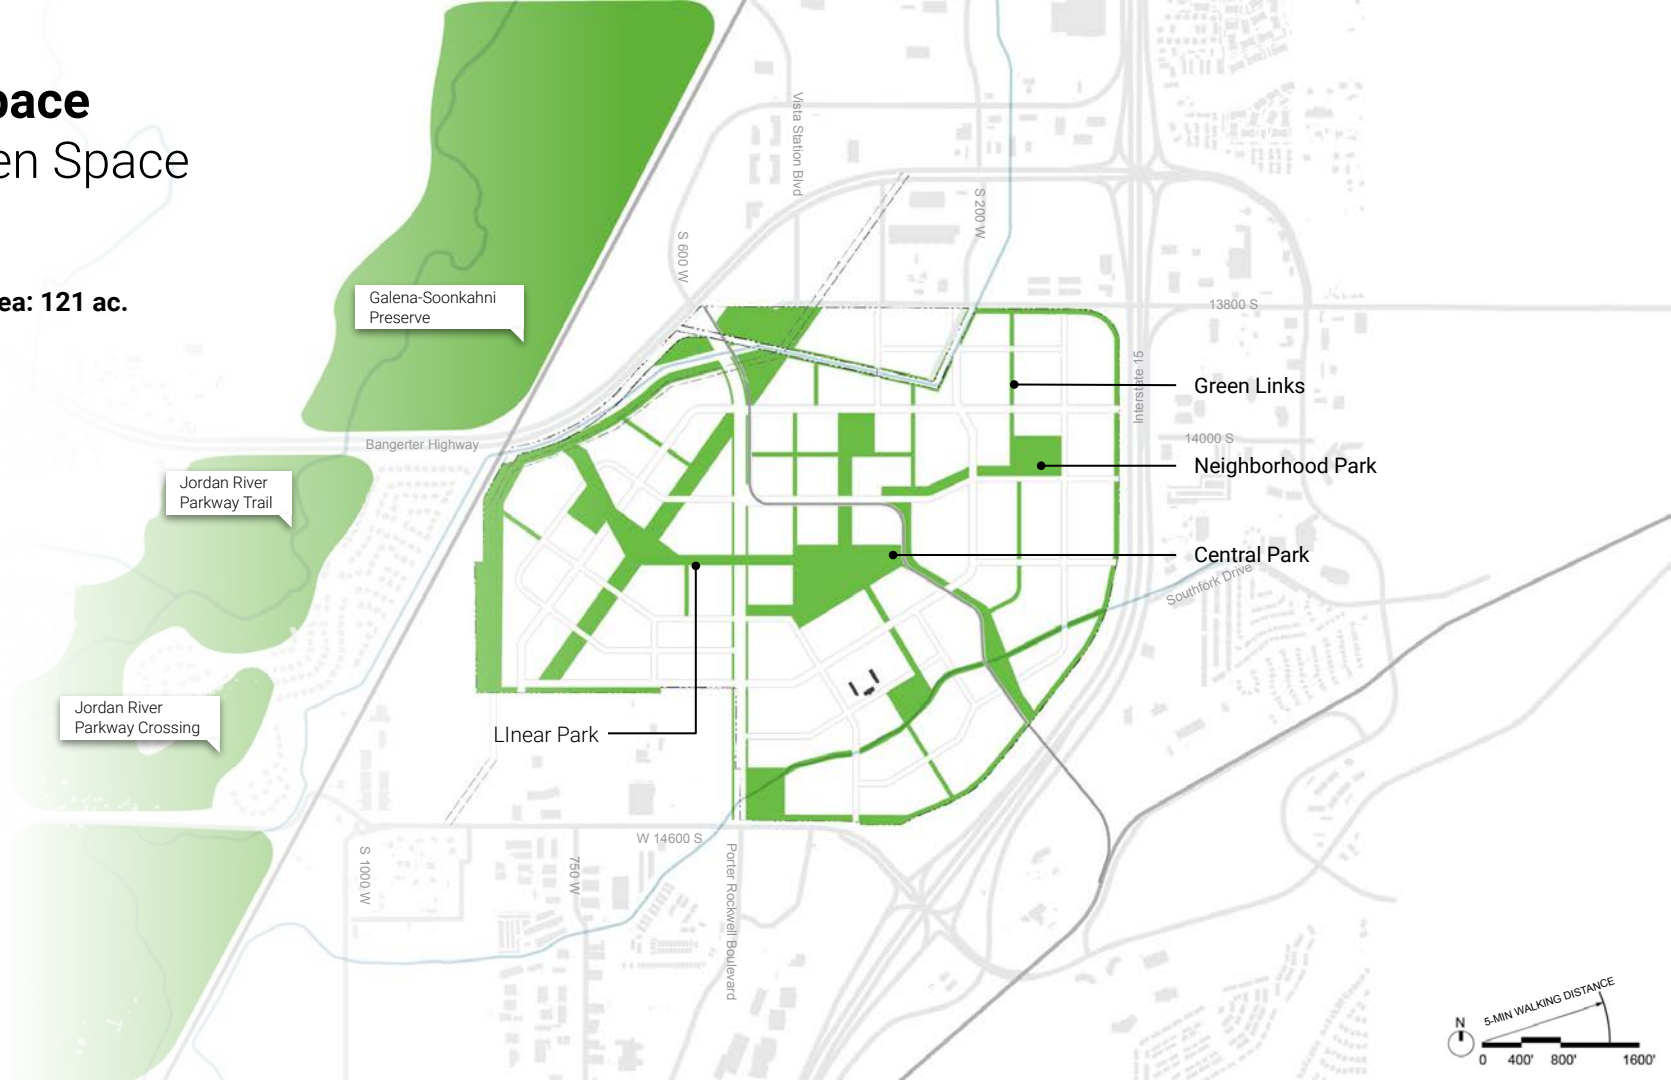 pace
en Space
ea: 121 ac.
Galena-Soonkahni
Preserve
Jordan River
Parkway Trail
Jordan River
Parkway Crossing
Bangerter Highway
Vista Station Blvd
S 600 W
S 200 W
13800 S
Interstate 15
14000 S
Green Links
Neighborhood Park
Central Park
Southfork Drive
LInear Park
W 14600 S
S 1000 W
750 W
Porter Rockwell Boulevard
5-MIN WALKING DISTANCE
N
0 400' 800' 1600'